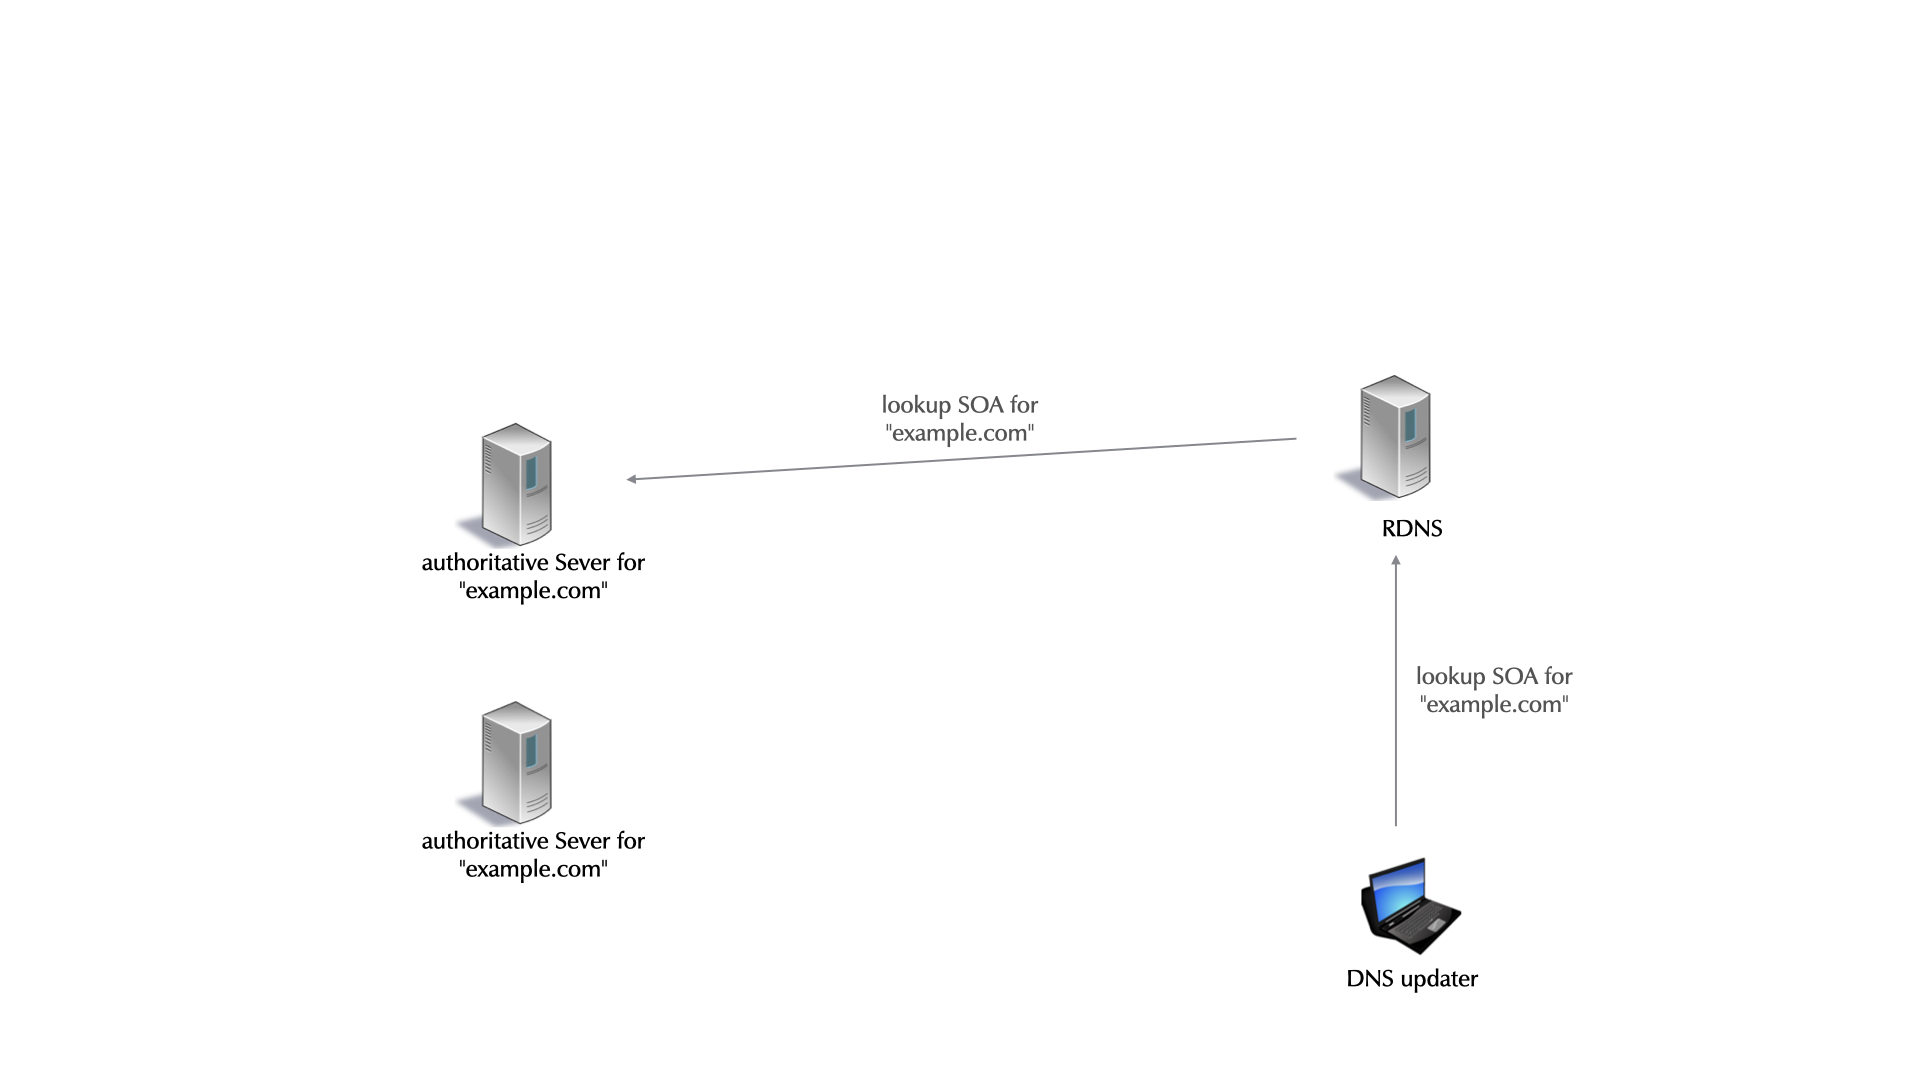 lookup SOA for
"example.com"
authoritative Sever for
"example.com"
RDNS
lookup SOA for
"example.com"
authoritative Sever for
"example.com"
DNS updater